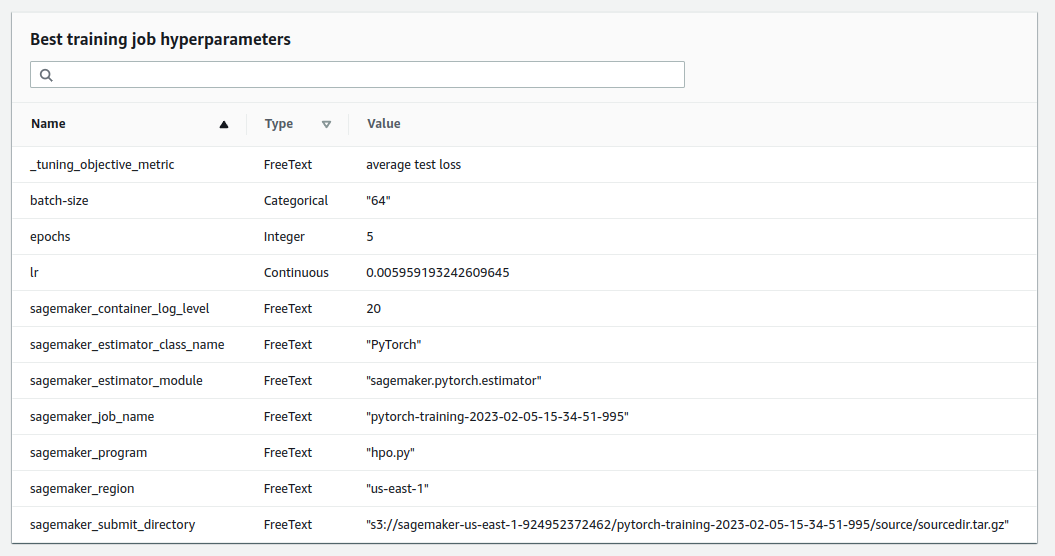 Best training job hyperparameters
Name Type Value
_tuning_objective_metric FreeText average test loss
batch-size Categorical "64"
epochs Integer 5
lr Continuous 0.005959193242609645
sagemaker_container_log_level FreeText 20
sagemaker_estimator_class_name FreeText "PyTorch"
sagemaker_estimator_module FreeText "sagemaker.pytorch.estimator"
sagemaker_job_name FreeText "pytorch-training-2023-02-05-15-34-51-995"
sagemaker_program FreeText "hpo.py"
sagemaker_region FreeText "us-east-1"
sagemaker_submit_directory FreeText "s3://sagemaker-us-east-1-924952372462/pytorch-training-2023-02-05-15-34-51-995/source/sourcedir.tar.gz"